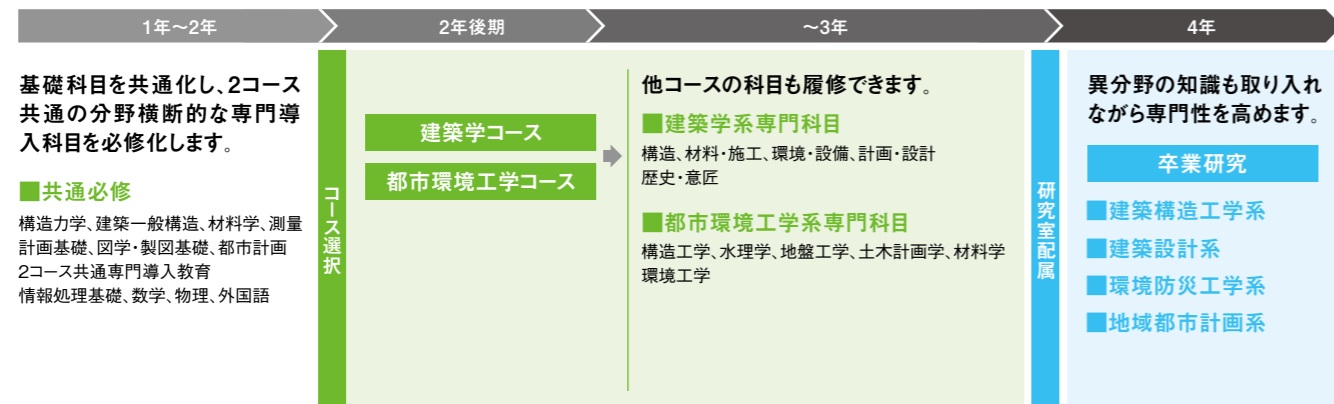 1年～2年
2年後期
～3年
4年
基礎科目を共通化し、2コース
共通の分野横断的な専門導
入科目を必修化します。
■共通必修
構造力学、建築一般構造、材料学、測量
計画基礎、図学・製図基礎、都市計画
2コース共通専門導入教育
情報処理基礎、数学、物理、外国語
コース選択
建築学コース
都市環境工学コース
他コースの科目も履修できます。
■建築学系専門科目
構造、材料・施工、環境・設備、計画・設計
歴史・意匠
■都市環境工学系専門科目
構造工学、水理学、地盤工学、土木計画学、材料学
環境工学
研究室配属
異分野の知識も取り入れ
ながら専門性を高めます。
卒業研究
■建築構造工学系
■建築設計系
■環境防災工学系
■地域都市計画系